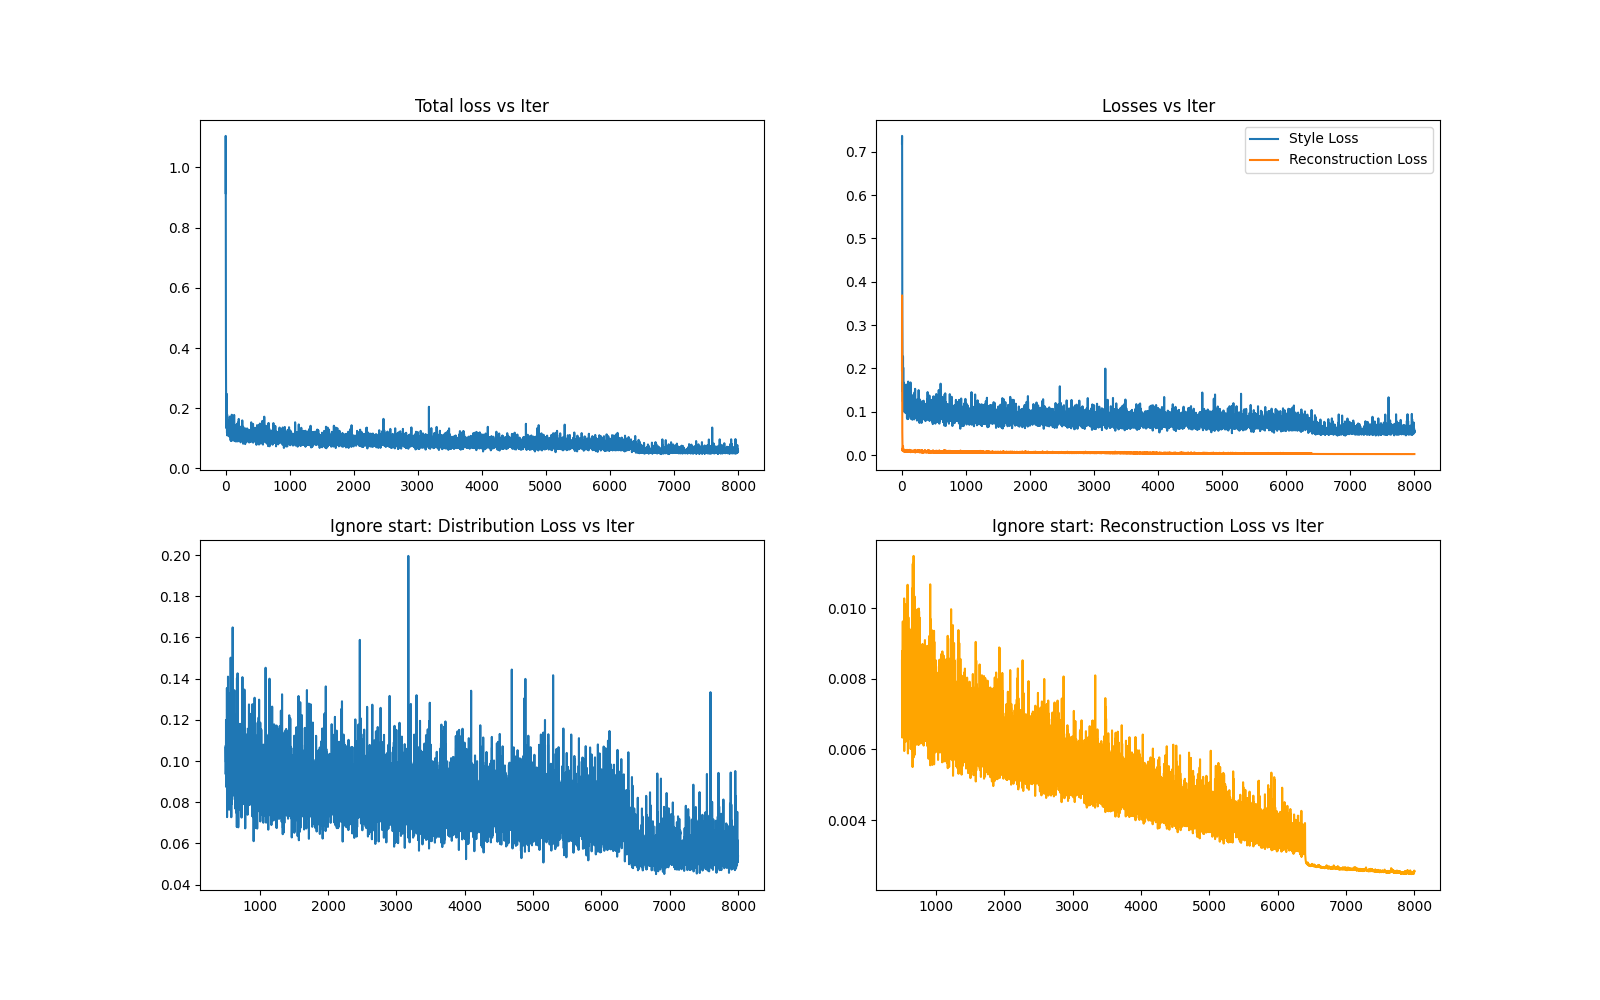 Total loss vs Iter
1.0
0.8
0.6
0.4
0.2
0.0
0 1000 2000 3000 4000 5000 6000 7000 8000
Losses vs Iter
Style Loss
Reconstruction Loss
0.7
0.6
0.5
0.4
0.3
0.2
0.1
0.0
0 1000 2000 3000 4000 5000 6000 7000 8000
Ignore start: Distribution Loss vs Iter
0.20
0.18
0.16
0.14
0.12
0.10
0.08
0.06
0.04
1000 2000 3000 4000 5000 6000 7000 8000
Ignore start: Reconstruction Loss vs Iter
0.010
0.008
0.006
0.004
1000 2000 3000 4000 5000 6000 7000 8000